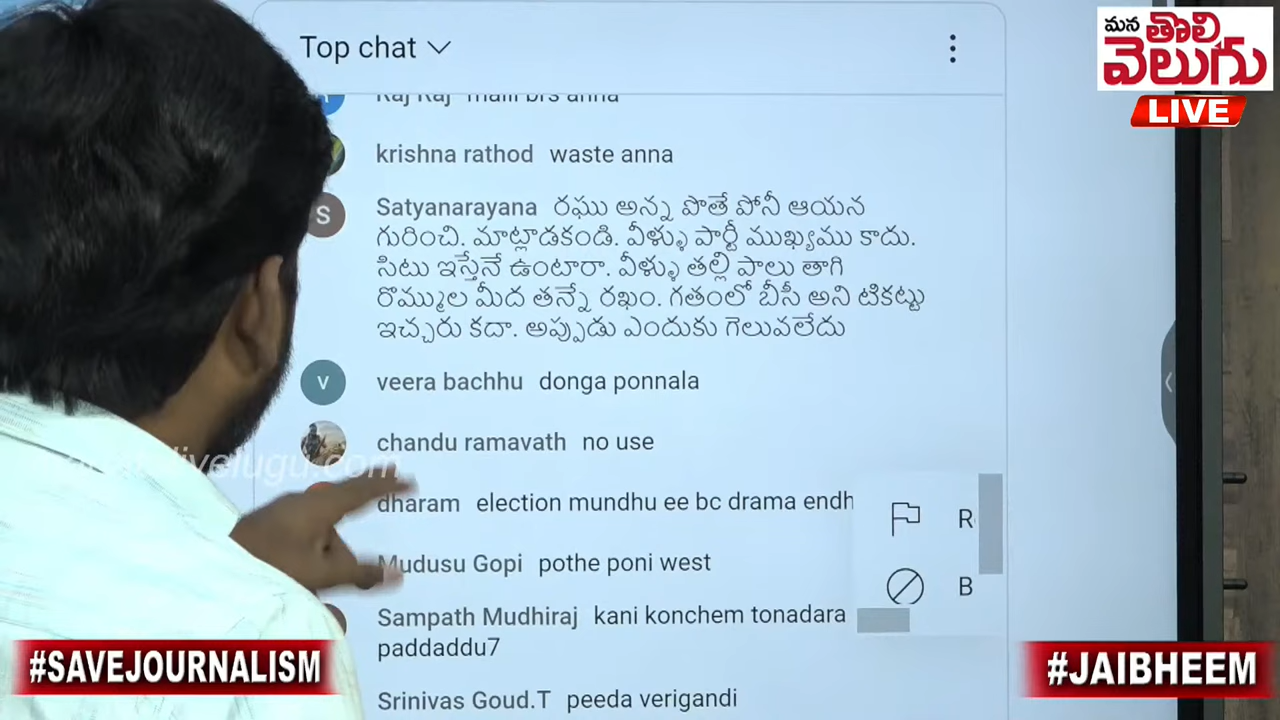 Top chat
మన తొలి
వెలుగు
LIVE
krishna rathod waste anna
S
Satyanarayana రఘు అన్న పొతే పోనీ ఆయన
గురించి. మాట్లాడకండి. వీళ్ళు పార్టీ ముఖ్యము కాదు.
సిటు ఇస్తేనే ఉంటారా. వీళ్ళు తల్లి పాలు తాగి
రొమ్ముల మీద తన్నే రఖం. గతంలో బీసీ అని టికట్టు
ఇచ్చరు కదా. అప్పుడు ఎందుకు గెలువలేదు
V
veera bachhu donga ponnala
chandu ramavath no use
dharam election mundhu ee bc drama endh
R
Mudusu Gopi pothe poni west
B
Sampath Mudhiraj kani konchem tonadara
paddaddu7
Srinivas Goud.T peeda verigandi
#SAVEJOURNALISM
#JAIBHEEM